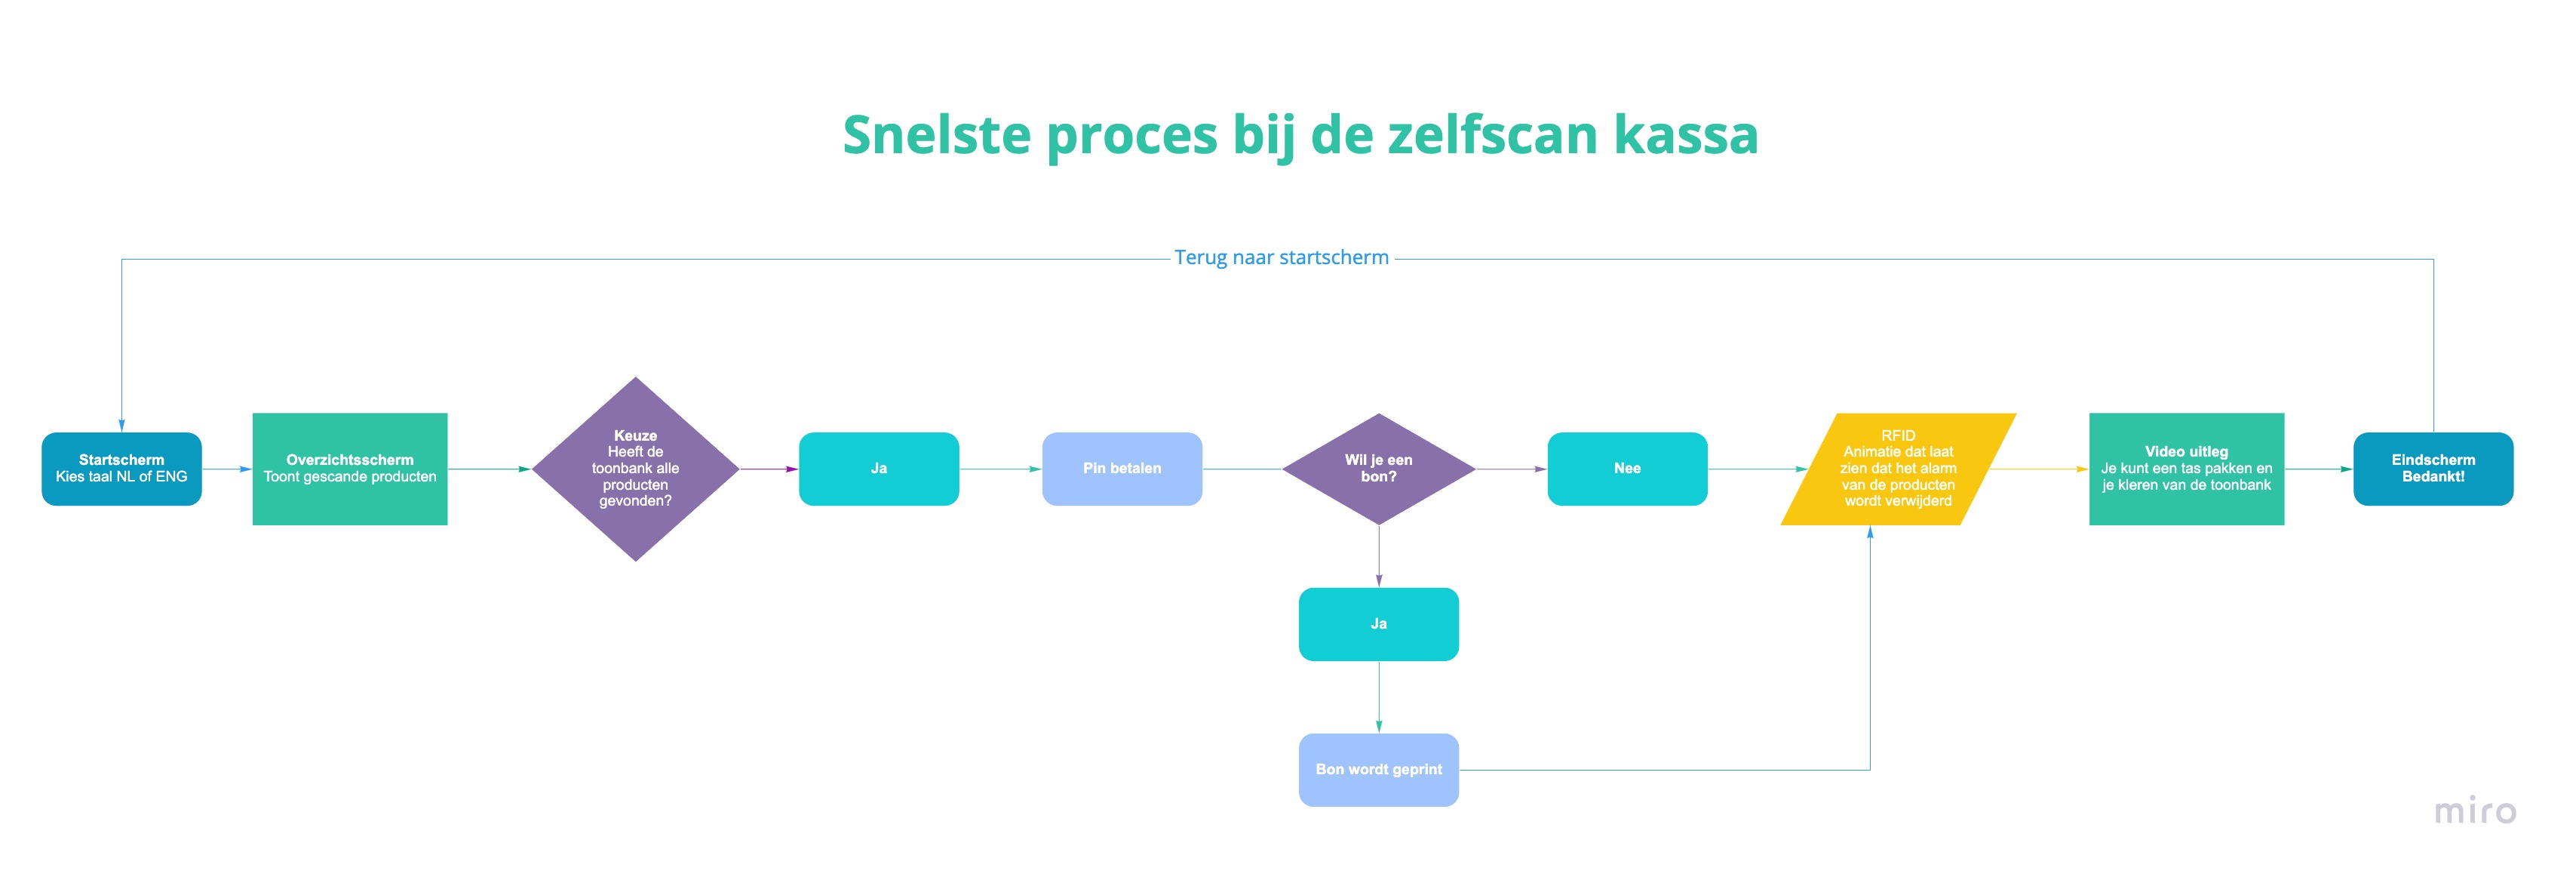 Snelste proces bij de zelfscan kassa
Terug naar startscherm
Startscherm
Kies taal NL of ENG
Overzichtsscherm
Toont gescande producten
Keuze
Heeft de
toonbank alle
producten
gevonden?
Ja
Pin betalen
Wil je een
bon?
Nee
RFID
Animatie dat laat
zien dat het alarm
van de producten
wordt verwijderd
Video uitleg
Je kunt een tas pakken en
je kleren van de toonbank
Eindscherm
Bedankt!
Ja
Bon wordt geprint
miro